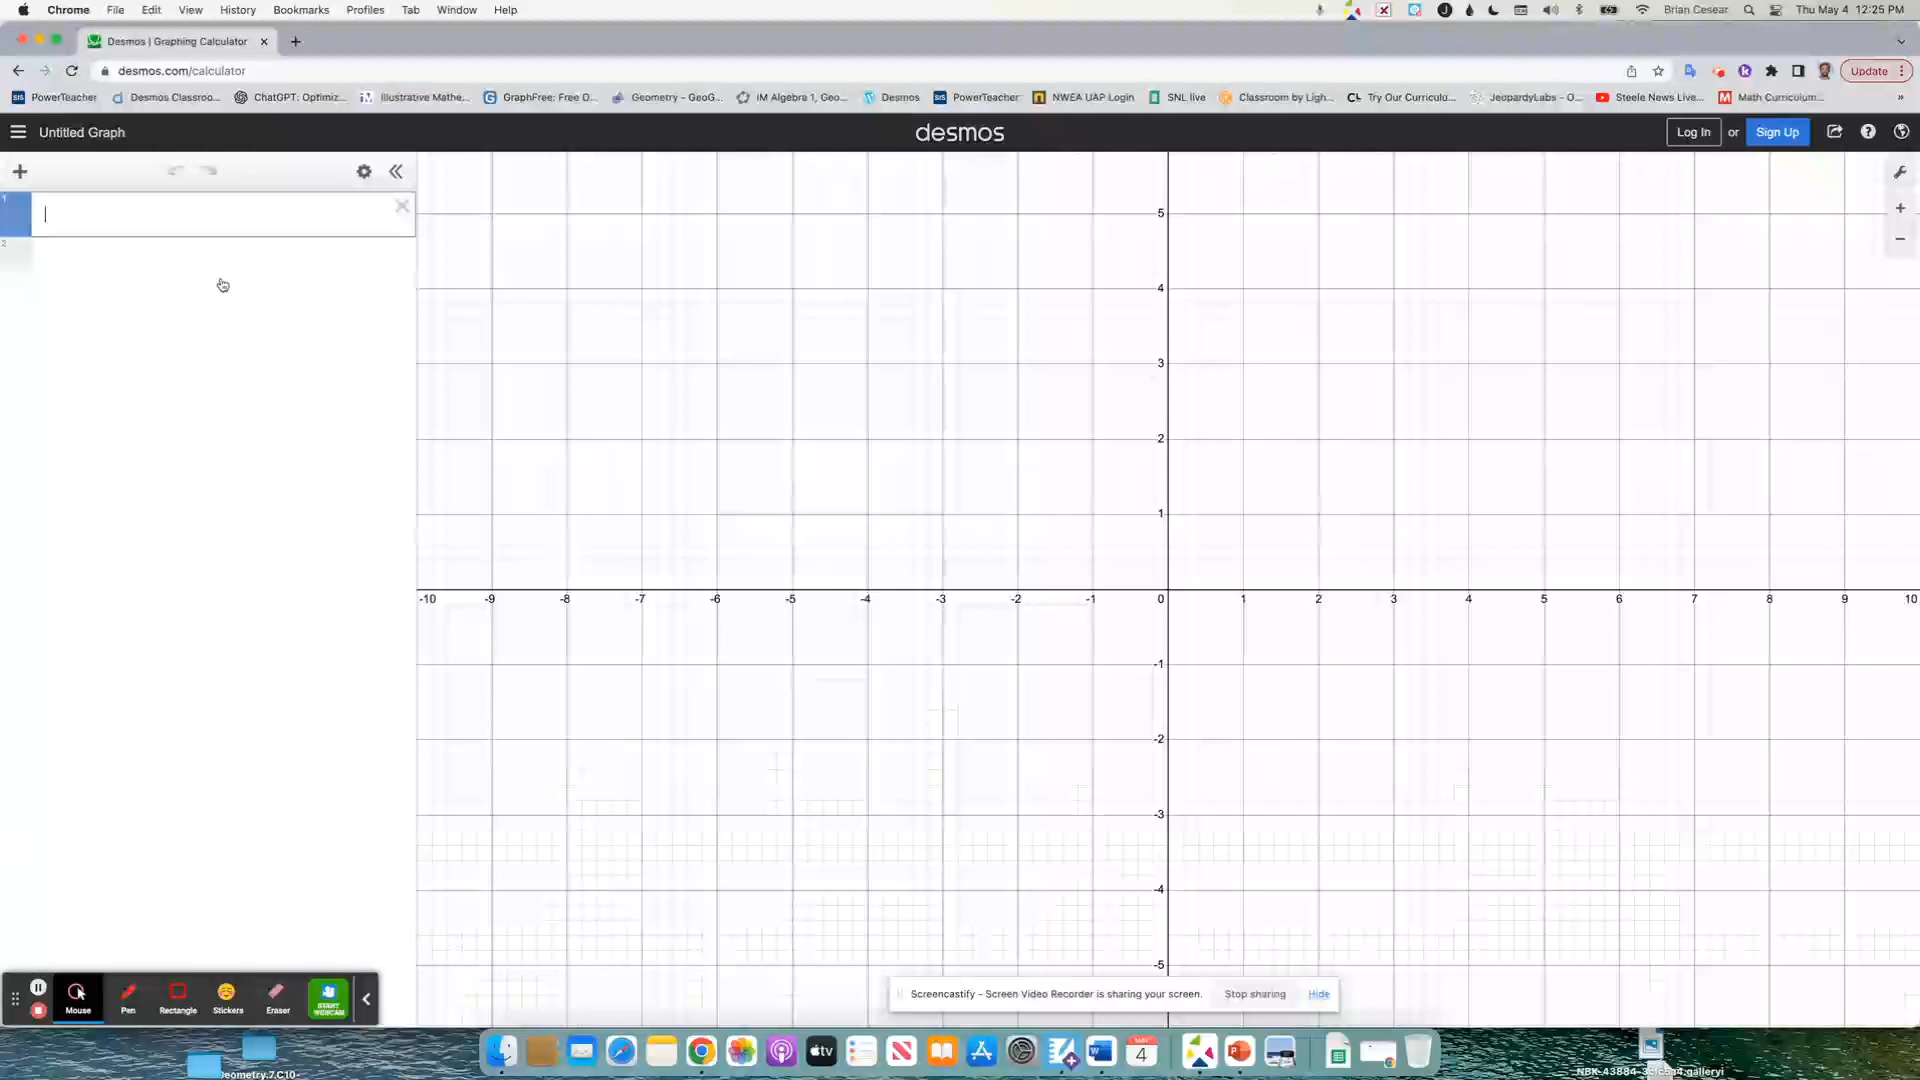 Chrome File Edit View History Bookmarks Profiles Tab Window Help Brian Cesear Thu May 4 12:25 PM
Desmos | Graphing Calculator
desmos.com/calculator Update
PowerTeacher Desmos Classroo... ChatGPT: Optimiz... Illustrative Mathe... GraphFree: Free O... Geometry – GeoG... IM Algebra 1, Geo... Desmos PowerTeacher NWEA UAP Login SNL live Classroom by Ligh... Try Our Curriculu... JeopardyLabs – O... Steele News Live... Math Curriculum... »
Untitled Graph desmos Log In or Sign Up
1
2
5
4
3
2
1
-10 -9 -8 -7 -6 -5 -4 -3 -2 -1 0 1 2 3 4 5 6 7 8 9 10
-1
-2
-3
-4
-5
Mouse Pen Rectangle Stickers Eraser START WEBCAM
Screencastify – Screen Video Recorder is sharing your screen. Stop sharing Hide
tv
4